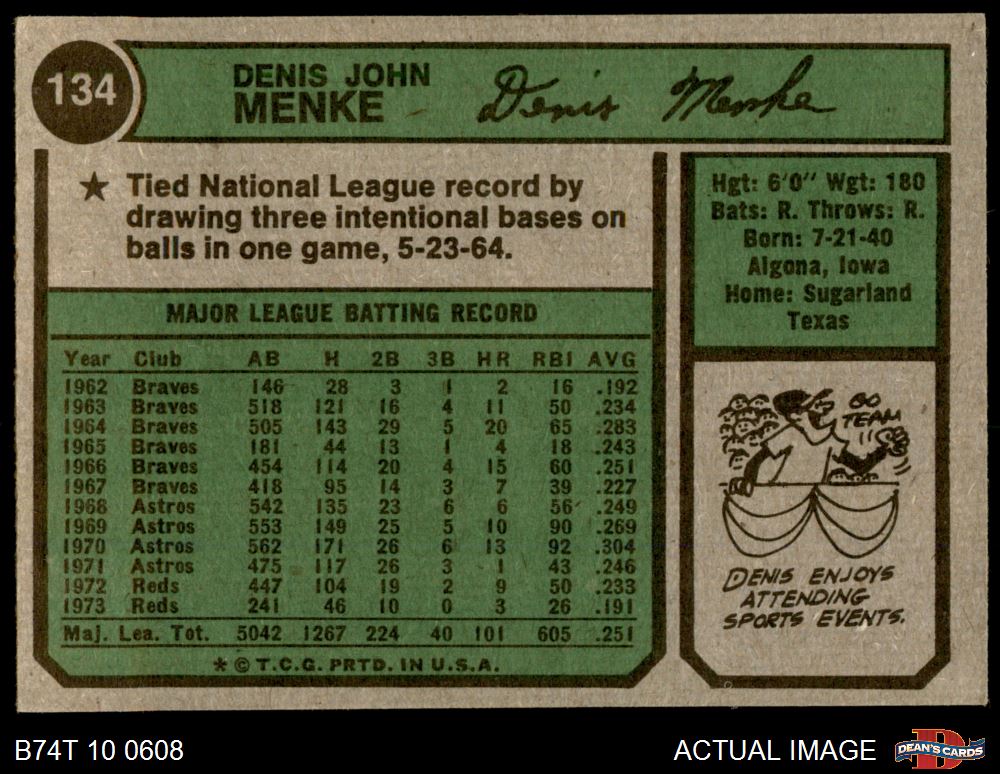 134
DENIS JOHN
MENKE
Denis Menke
★ Tied National League record by
drawing three intentional bases on
balls in one game, 5-23-64.
Hgt: 6'0" Wgt: 180
Bats: R. Throws: R.
Born: 7-21-40
Algona, Iowa
Home: Sugarland
Texas
MAJOR LEAGUE BATTING RECORD
Year Club AB H 2B 3B HR RBI AVG
1962 Braves 146 28 3 1 2 16 .192
1963 Braves 518 121 16 4 11 50 .234
1964 Braves 505 143 29 5 20 65 .283
1965 Braves 181 44 13 1 4 18 .243
1966 Braves 454 114 20 4 15 60 .251
1967 Braves 418 95 14 3 7 39 .227
1968 Astros 542 135 23 6 6 56 .249
1969 Astros 553 149 25 5 10 90 .269
1970 Astros 562 171 26 6 13 92 .304
1971 Astros 475 117 26 3 1 43 .246
1972 Reds 447 104 19 2 9 50 .233
1973 Reds 241 46 10 0 3 26 .191
Maj. Lea. Tot. 5042 1267 224 40 101 605 .251
* © T.C.G. PRTD. IN U.S.A.
GO
TEAM
DENIS ENJOYS
ATTENDING
SPORTS EVENTS.
B74T 10 0608
ACTUAL IMAGE
DEAN'S CARDS